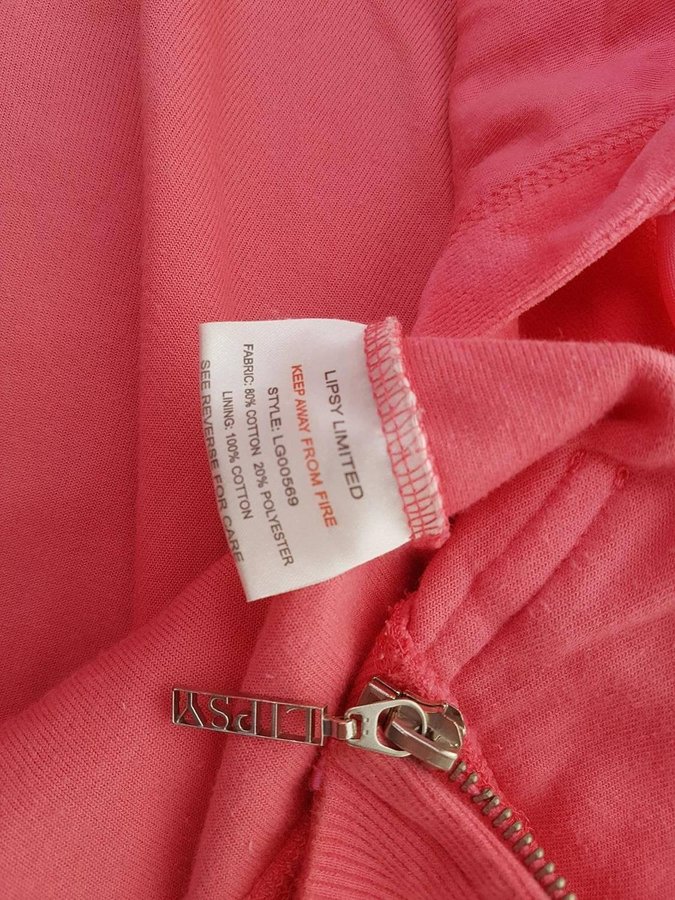 LIPSY LIMITED
KEEP AWAY FROM FIRE
STYLE: LG00569
FABRIC: 80% COTTON 20% POLYESTER
LINING: 100% COTTON
SEE REVERSE FOR CARE
LIPSY